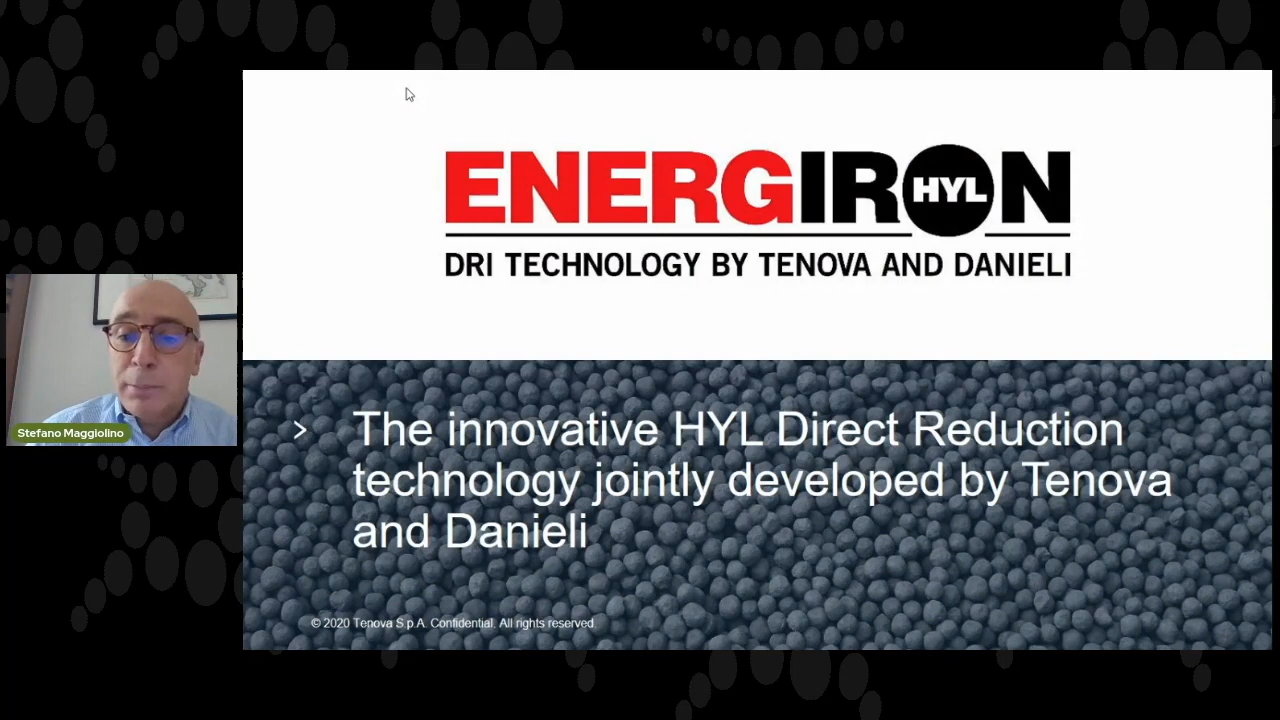 ENERGIRON
HYL
DRI TECHNOLOGY BY TENOVA AND DANIELI
Stefano Maggiolino
> The innovative HYL Direct Reduction
technology jointly developed by Tenova
and Danieli
© 2020 Tenova S.p.A. Confidential. All rights reserved.